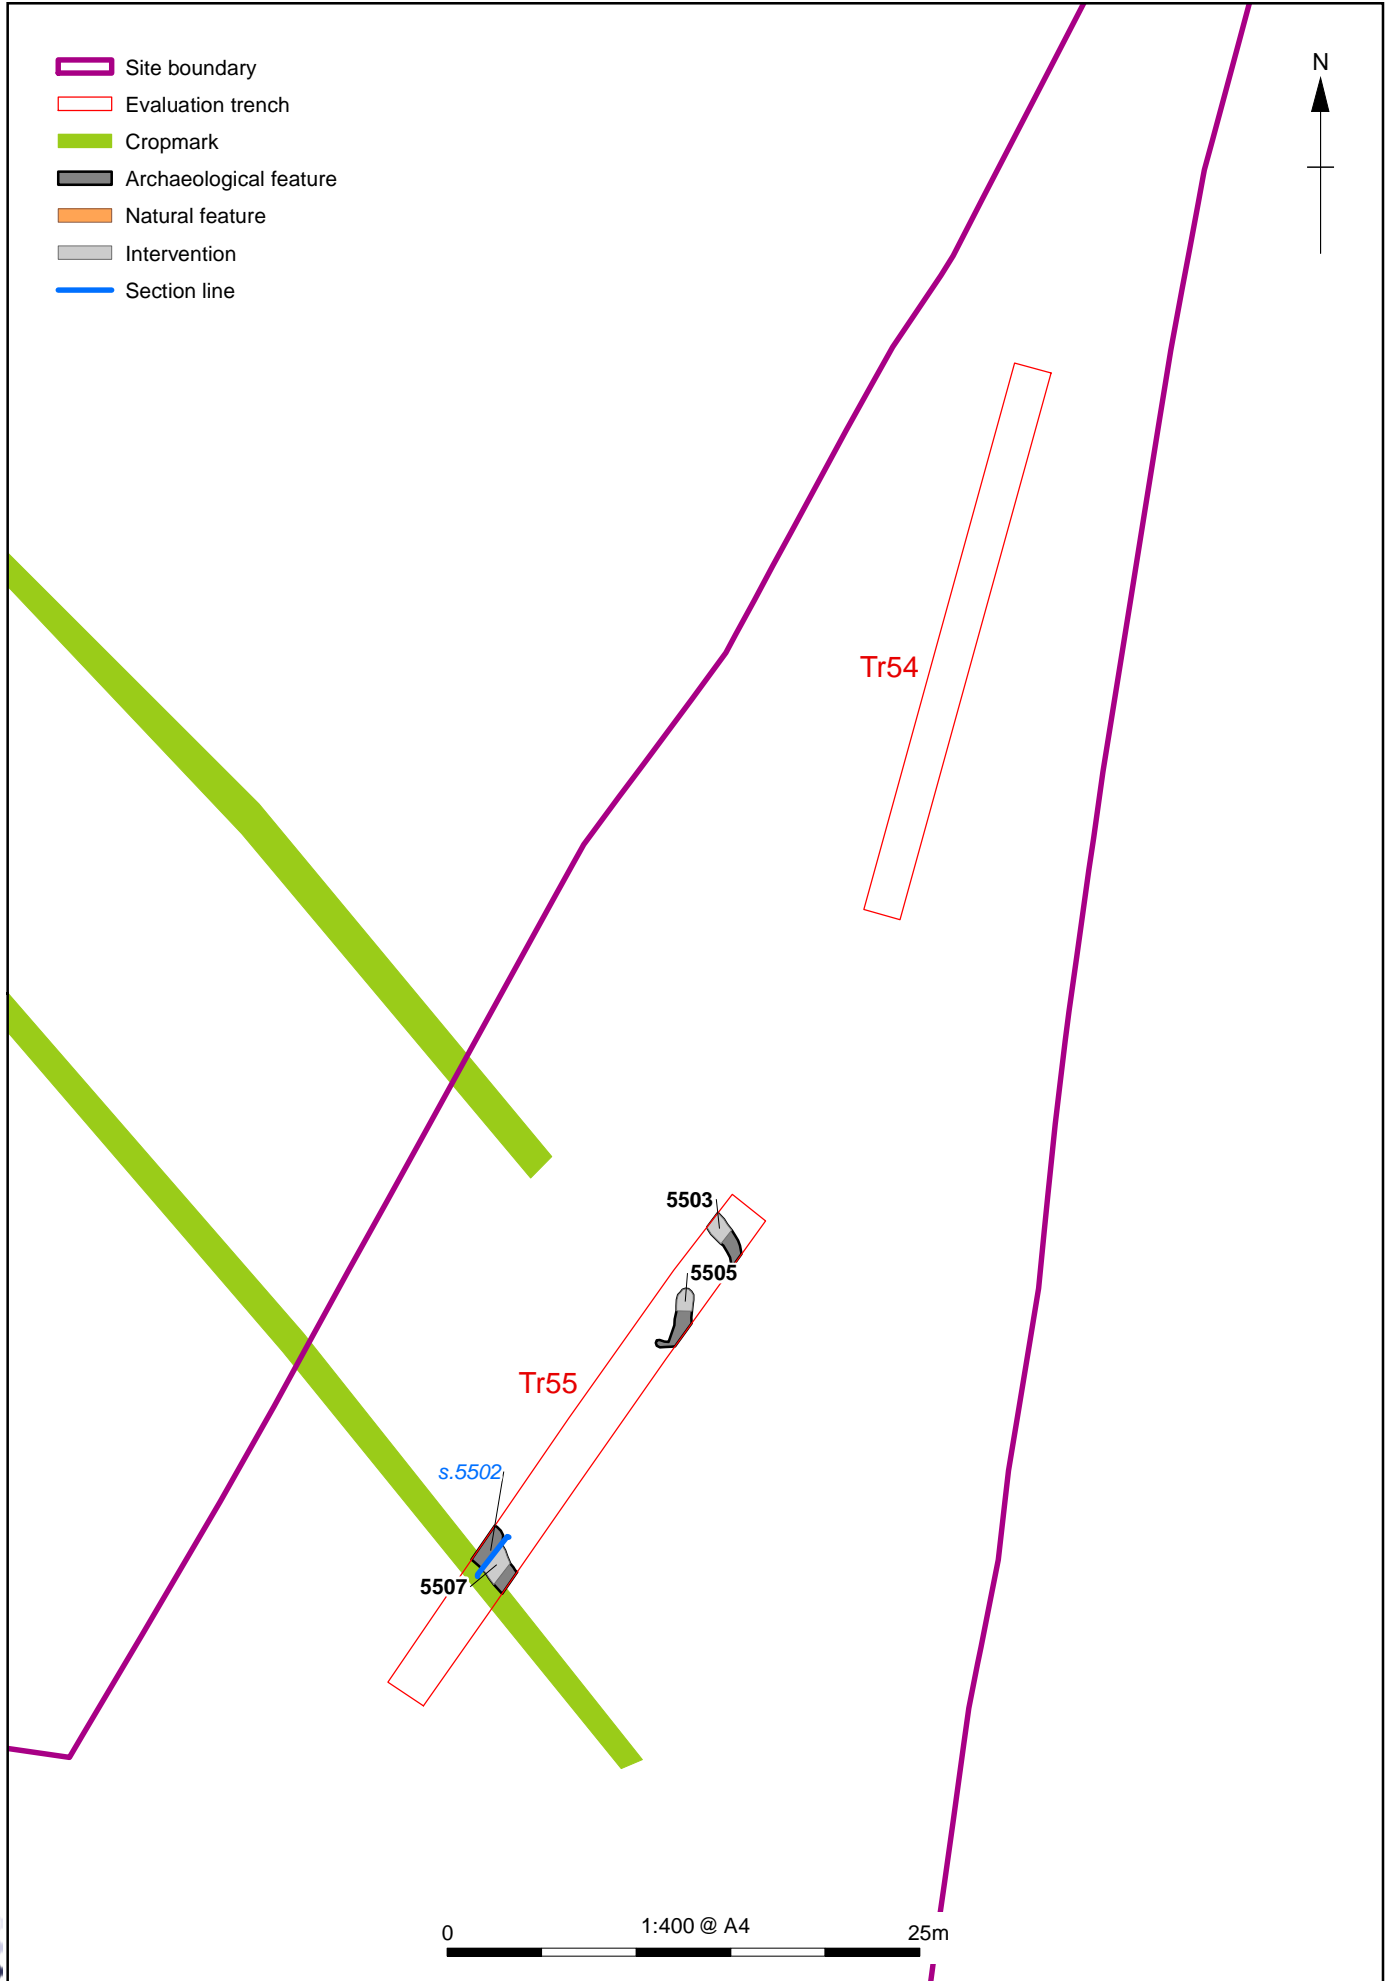 Site boundary
Evaluation trench
Cropmark
Archaeological feature
Natural feature
Intervention
Section line
N
Tr54
5503
5505
Tr55
s.5502
5507
0
1:400 @ A4
25m